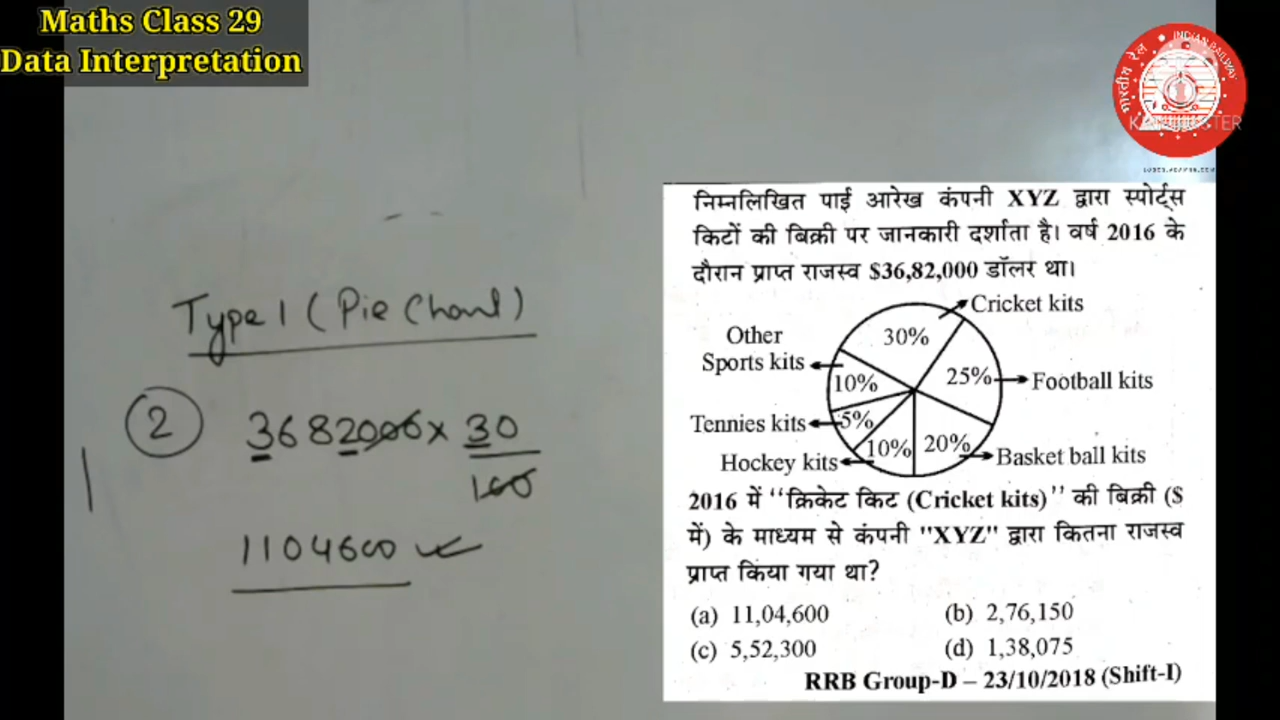 Maths Class 29
Data Interpretation
भारतीय रेल
INDIAN RAILWAY
Type 1 (Pie Chart)
2
3682000 x 30
100
1104600
निम्नलिखित पाई आरेख कंपनी XYZ द्वारा स्पोर्ट्स
किटों की बिक्री पर जानकारी दर्शाता है। वर्ष 2016 के
दौरान प्राप्त राजस्व $36,82,000 डॉलर था।
Cricket kits
30%
Other
Sports kits
10%
25%
Football kits
Tennies kits
5%
Hockey kits
10%
20%
Basket ball kits
2016 में "क्रिकेट किट (Cricket kits)" की बिक्री ($
में) के माध्यम से कंपनी "XYZ" द्वारा कितना राजस्व
प्राप्त किया गया था?
(a) 11,04,600
(b) 2,76,150
(c) 5,52,300
(d) 1,38,075
RRB Group-D – 23/10/2018 (Shift-I)